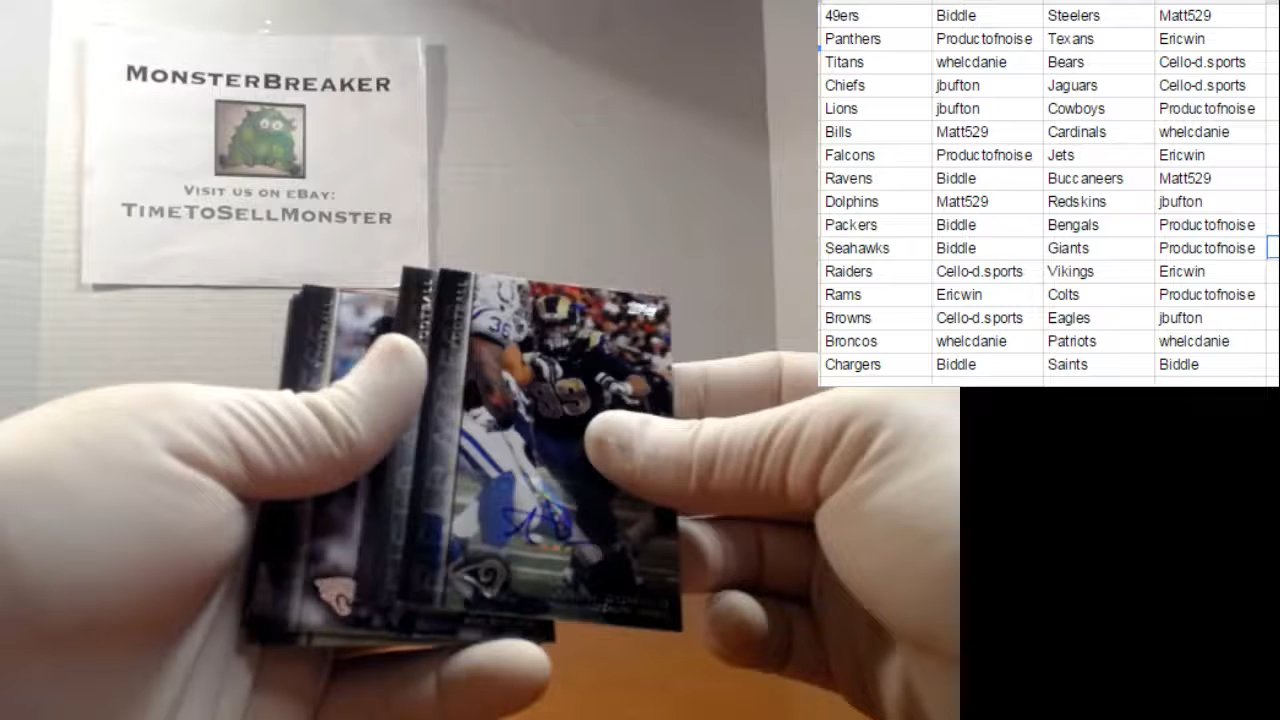 MONSTERBREAKER
VISIT US ON EBAY:
TIMETOSELLMONSTER
49ers Biddle Steelers Matt529
Panthers Productofnoise Texans Ericwin
Titans whelcdanie Bears Cello-d.sports
Chiefs jbufton Jaguars Cello-d.sports
Lions jbufton Cowboys Productofnoise
Bills Matt529 Cardinals whelcdanie
Falcons Productofnoise Jets Ericwin
Ravens Biddle Buccaneers Matt529
Dolphins Matt529 Redskins jbufton
Packers Biddle Bengals Productofnoise
Seahawks Biddle Giants Productofnoise
Raiders Cello-d.sports Vikings Ericwin
Rams Ericwin Colts Productofnoise
Browns Cello-d.sports Eagles jbufton
Broncos whelcdanie Patriots whelcdanie
Chargers Biddle Saints Biddle
FOOTBALL
36
89